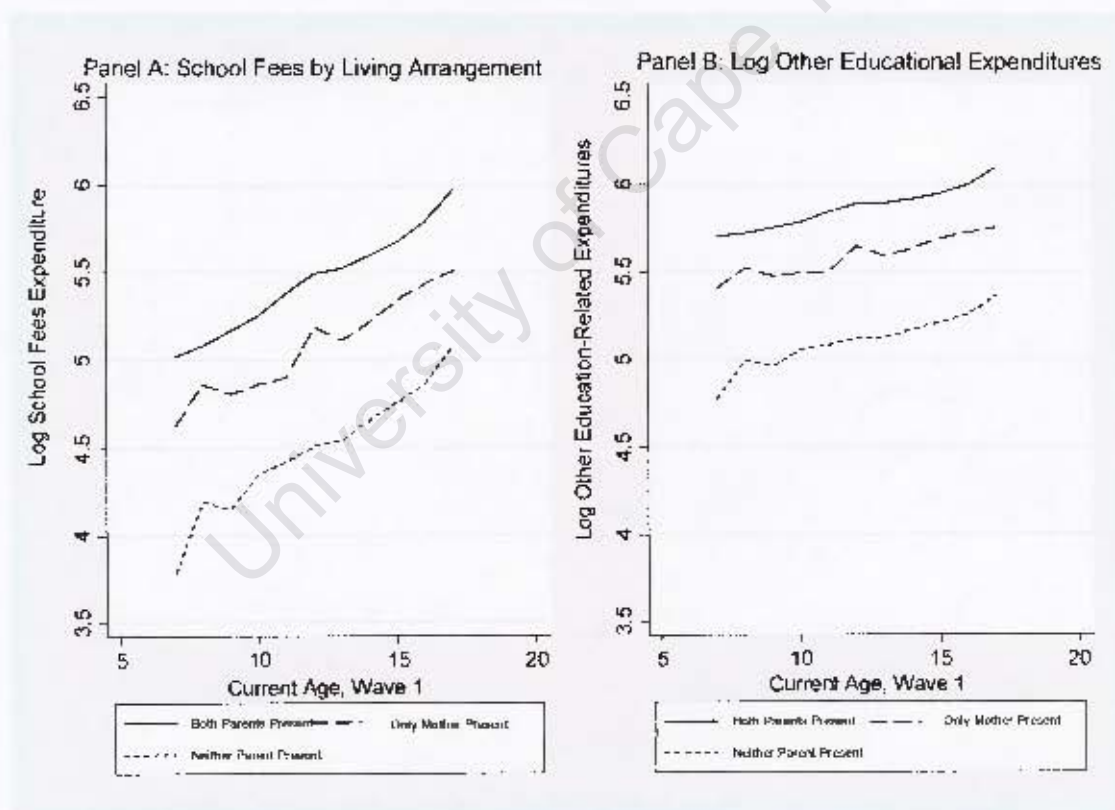 Panel A: School Fees by Living Arrangement
Log School Fees Expenditure
6.5
6
5.5
5
4.5
4
3.5
5 10 15 20
Current Age, Wave 1
Both Parents Present
Only Mother Present
Neither Parent Present
Panel B: Log Other Educational Expenditures
Log Other Education-Related Expenditures
6.5
6
5.5
5
4.5
4
3.5
5 10 15 20
Current Age, Wave 1
Both Parents Present
Only Mother Present
Neither Parent Present
University of Cape